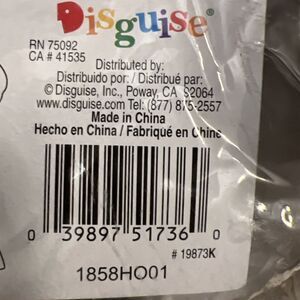 Disguise®
RN 75092
CA # 41535
Distributed by:
Distribuido por: / Distribué par:
© Disguise, Inc., Poway, CA 92064
www.disguise.com Tel: (877) 875-2557
Made in China
Hecho en China / Fabriqué en Chine
0 39897 51736 0
# 19873K
1858HO01